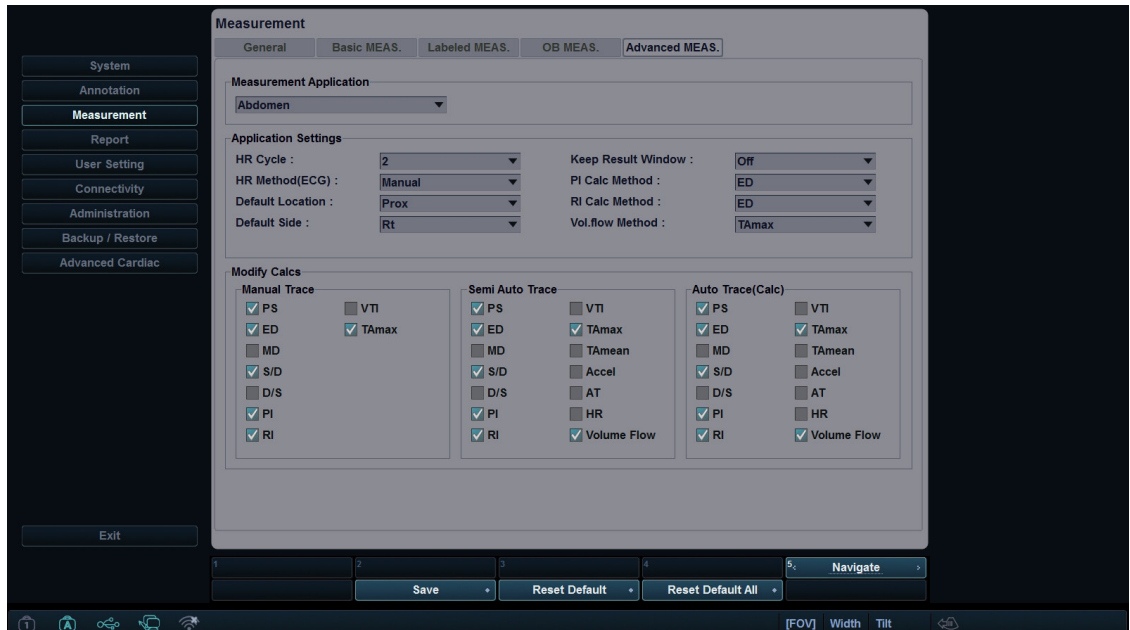 Measurement
General Basic MEAS. Labeled MEAS. OB MEAS. Advanced MEAS.
System
Annotation
Measurement
Report
User Setting
Connectivity
Administration
Backup / Restore
Advanced Cardiac
Exit
Measurement Application
Abdomen
Application Settings
HR Cycle : 2 Keep Result Window : Off
HR Method(ECG) : Manual PI Calc Method : ED
Default Location : Prox RI Calc Method : ED
Default Side : Rt Vol.flow Method : TAmax
Modify Calcs
Manual Trace
PS VTI
ED TAmax
MD
S/D
D/S
PI
RI
Semi Auto Trace
PS VTI
ED TAmax
MD TAmean
S/D Accel
D/S AT
PI HR
RI Volume Flow
Auto Trace(Calc)
PS VTI
ED TAmax
MD TAmean
S/D Accel
D/S AT
PI HR
RI Volume Flow
1 2 3 4 5 Navigate
Save Reset Default Reset Default All
1 A [FOV] Width Tilt